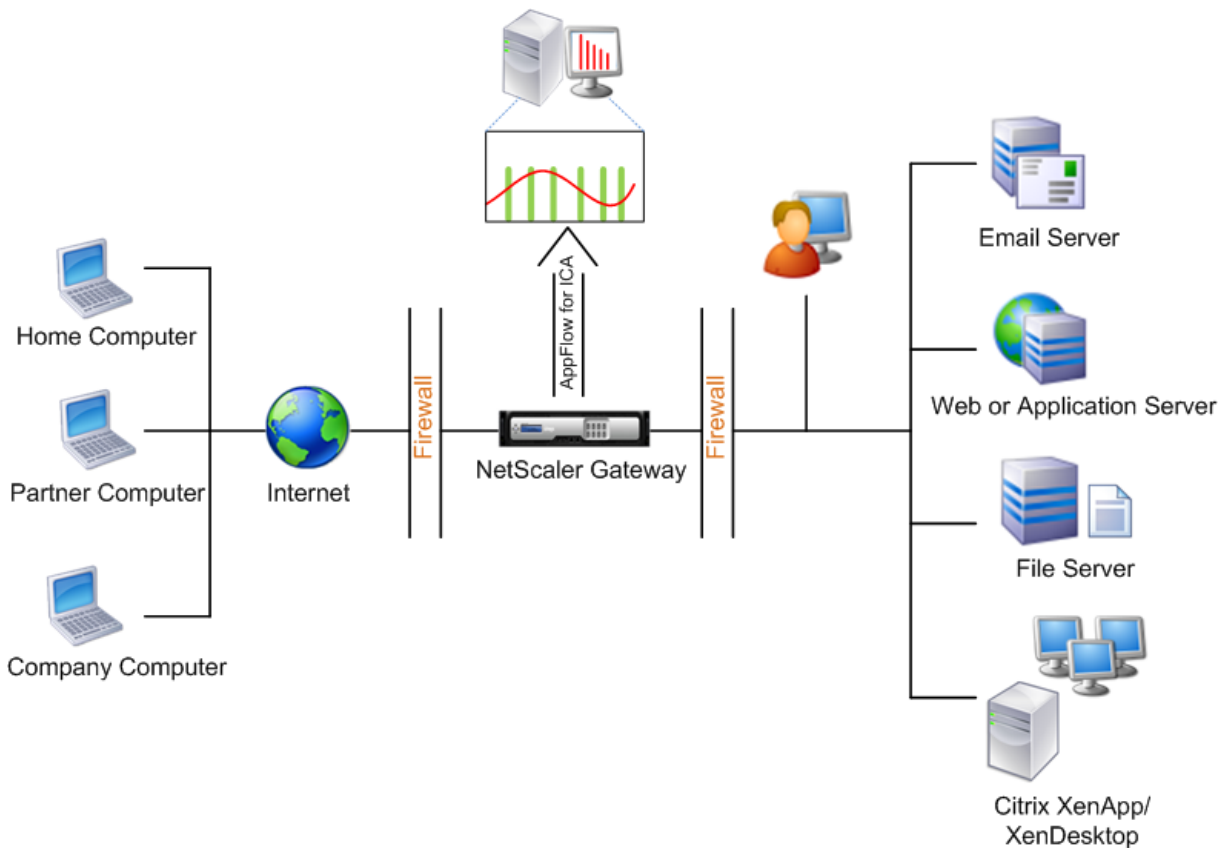 AppFlow for ICA
Home Computer
Partner Computer
Company Computer
Internet
Firewall
NetScaler Gateway
Firewall
Email Server
Web or Application Server
File Server
Citrix XenApp/
XenDesktop